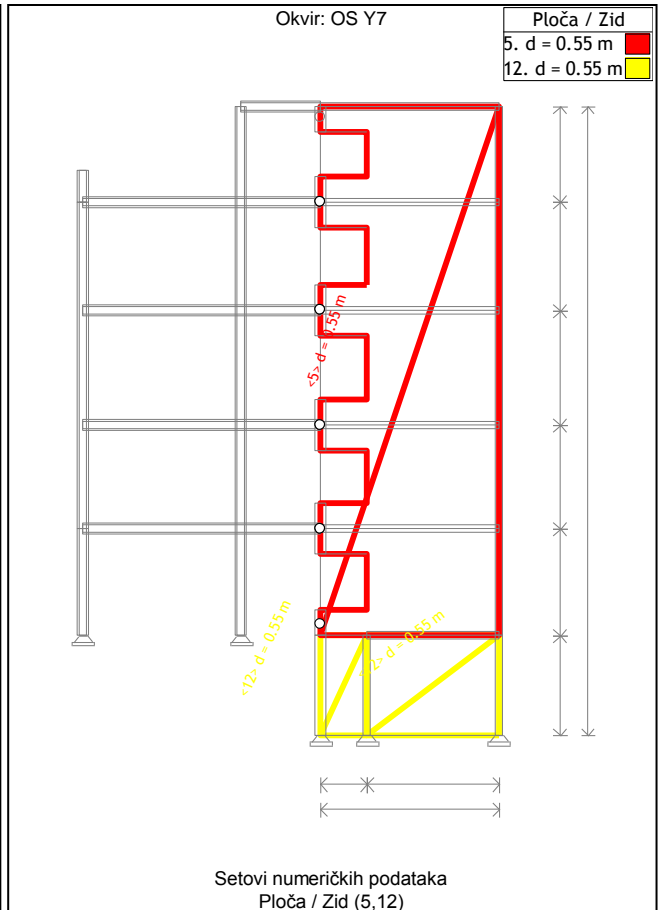 Okvir: OS Y7
Ploča / Zid
5. d = 0.55 m
12. d = 0.55 m
<5> d = 0.55 m
<12> d = 0.55 m
<12> d = 0.55 m
Setovi numeričkih podataka
Ploča / Zid (5,12)